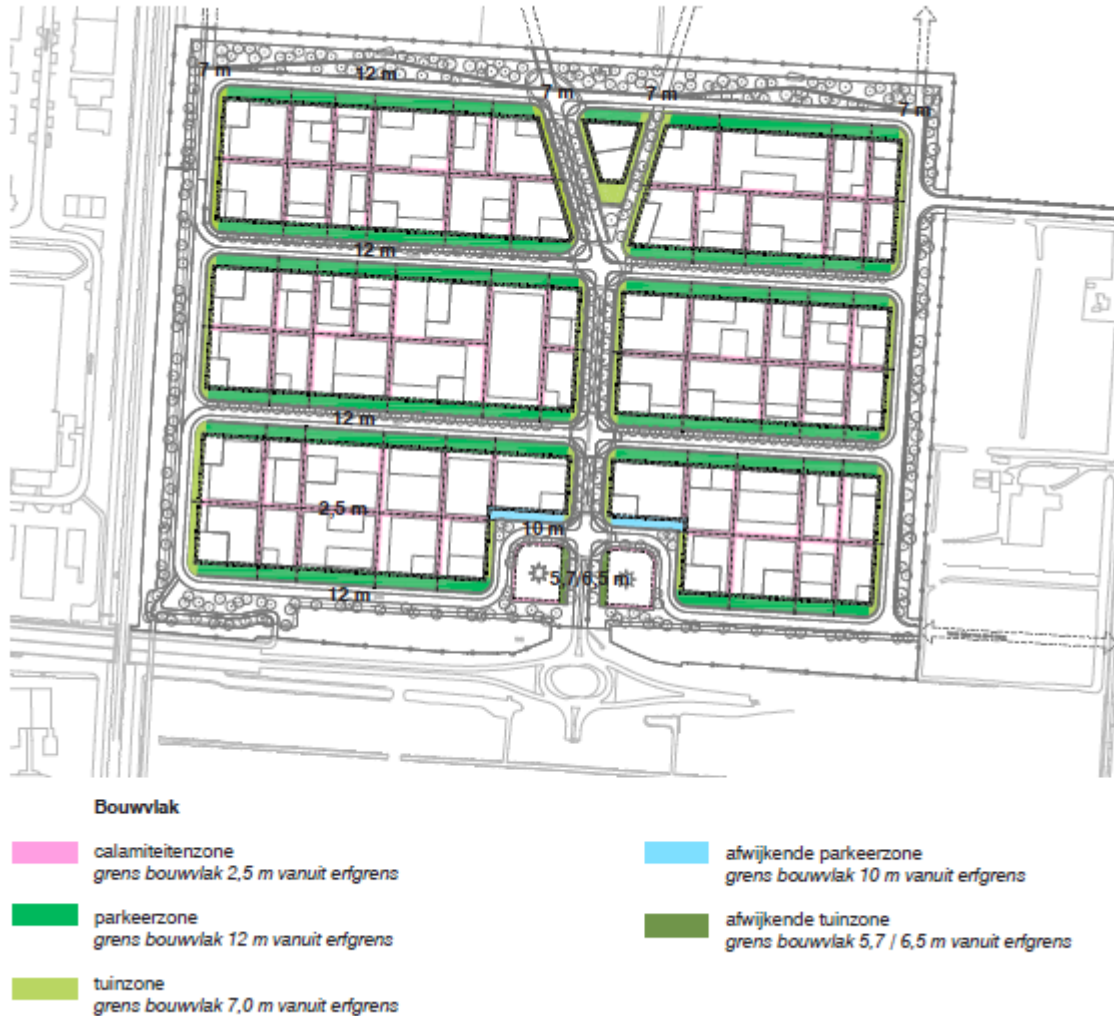 7 m
12 m
7 m
7 m
7 m
12 m
12 m
2,5 m
10 m
5,7/6,5 m
12 m
Bouwvlak
calamiteitenzone
grens bouwvlak 2,5 m vanuit erfgrens
parkeerzone
grens bouwvlak 12 m vanuit erfgrens
tuinzone
grens bouwvlak 7,0 m vanuit erfgrens
afwijkende parkeerzone
grens bouwvlak 10 m vanuit erfgrens
afwijkende tuinzone
grens bouwvlak 5,7 / 6,5 m vanuit erfgrens